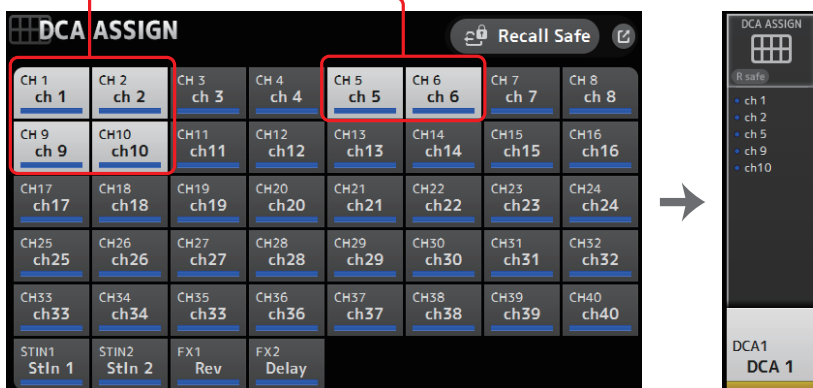 DCA ASSIGN
Recall Safe
CH 1 CH 2 CH 3 CH 4 CH 5 CH 6 CH 7 CH 8
ch 1 ch 2 ch 3 ch 4 ch 5 ch 6 ch 7 ch 8
CH 9 CH10 CH11 CH12 CH13 CH14 CH15 CH16
ch 9 ch10 ch11 ch12 ch13 ch14 ch15 ch16
CH17 CH18 CH19 CH20 CH21 CH22 CH23 CH24
ch17 ch18 ch19 ch20 ch21 ch22 ch23 ch24
CH25 CH26 CH27 CH28 CH29 CH30 CH31 CH32
ch25 ch26 ch27 ch28 ch29 ch30 ch31 ch32
CH33 CH34 CH35 CH36 CH37 CH38 CH39 CH40
ch33 ch34 ch33 ch36 ch37 ch38 ch39 ch40
STIN1 STIN2 FX1 FX2
StIn 1 StIn 2 Rev Delay
DCA ASSIGN
R safe
ch 1
ch 2
ch 5
ch 9
ch10
DCA1
DCA 1